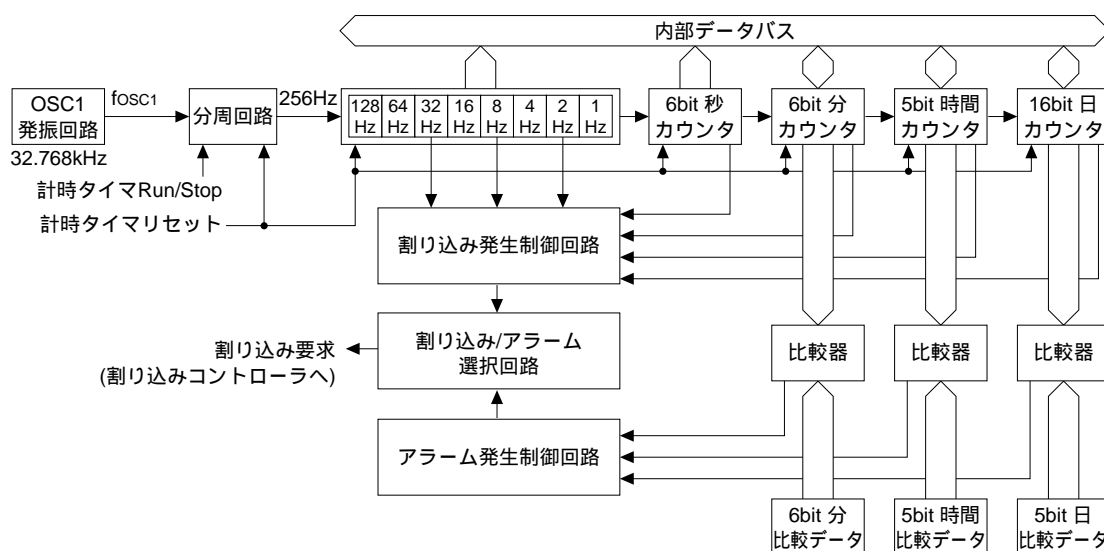 内部データバス
OSC1
発振回路
32.768kHz
fOSC1
分周回路
256Hz
128 Hz
64 Hz
32 Hz
16 Hz
8 Hz
4 Hz
2 Hz
1 Hz
6bit 秒
カウンタ
6bit 分
カウンタ
5bit 時間
カウンタ
16bit 日
カウンタ
計時タイマRun/Stop
計時タイマリセット
割り込み発生制御回路
割り込み要求
(割り込みコントローラへ)
割り込み/アラーム
選択回路
比較器
比較器
比較器
アラーム発生制御回路
6bit 分
比較データ
5bit 時間
比較データ
5bit 日
比較データ